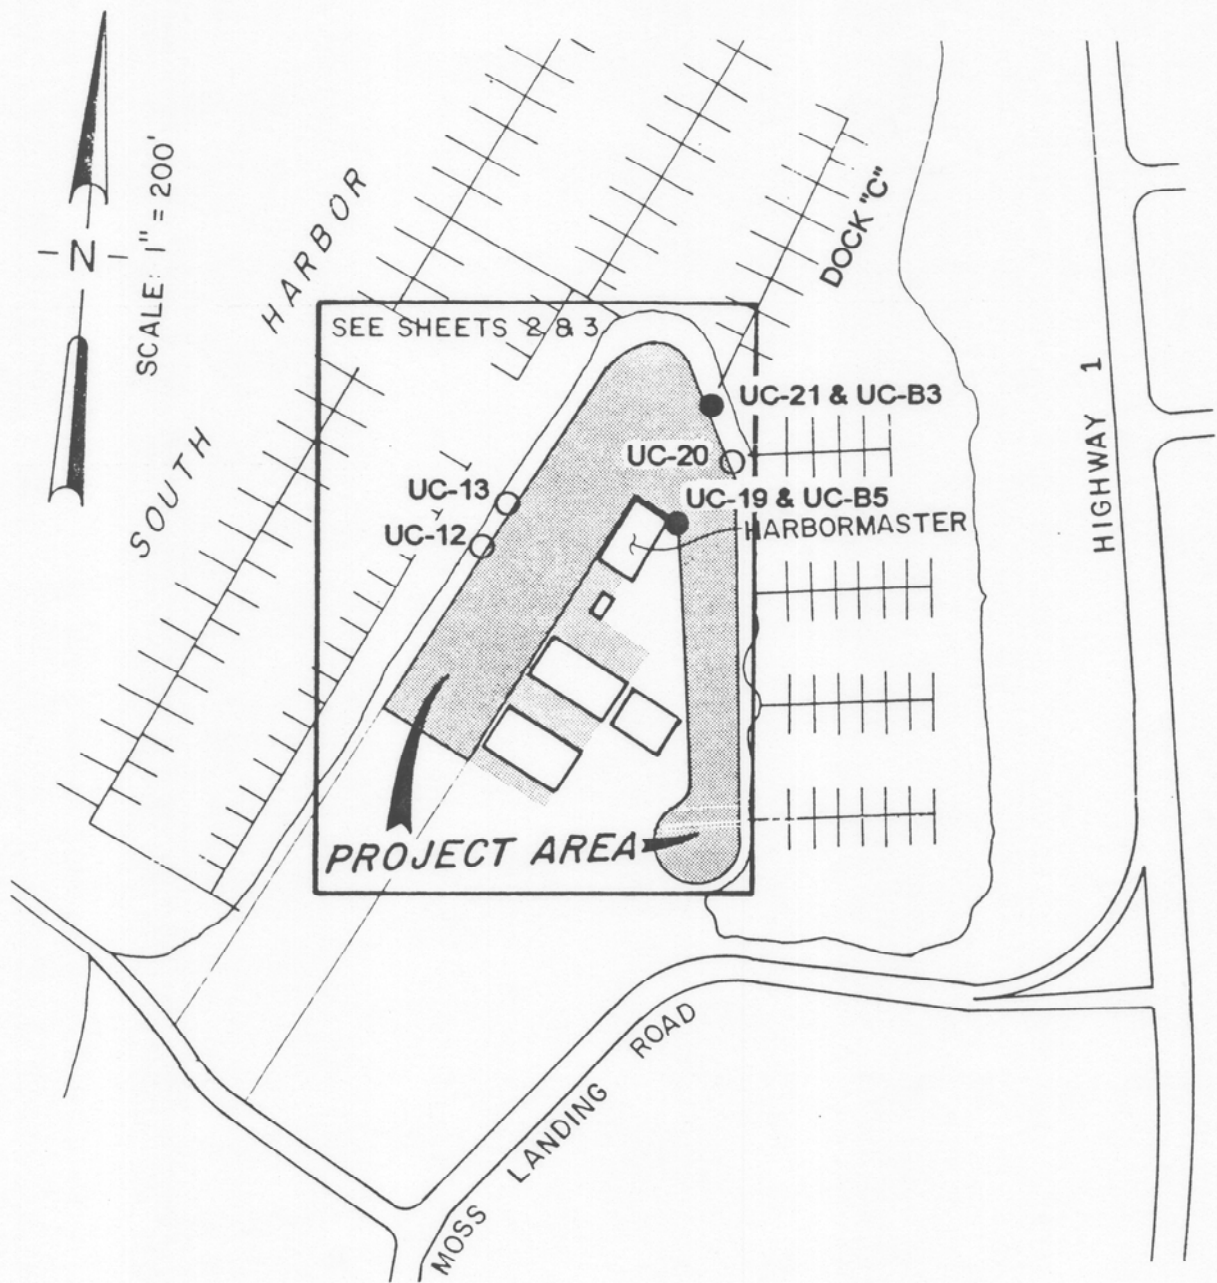 N
SCALE: 1" = 200'
SOUTH HARBOR
DOCK "C"
SEE SHEETS 2 & 3
UC-21 & UC-B3
HIGHWAY 1
UC-20
UC-13
UC-19 & UC-B5
UC-12
HARBORMASTER
PROJECT AREA
MOSS LANDING ROAD